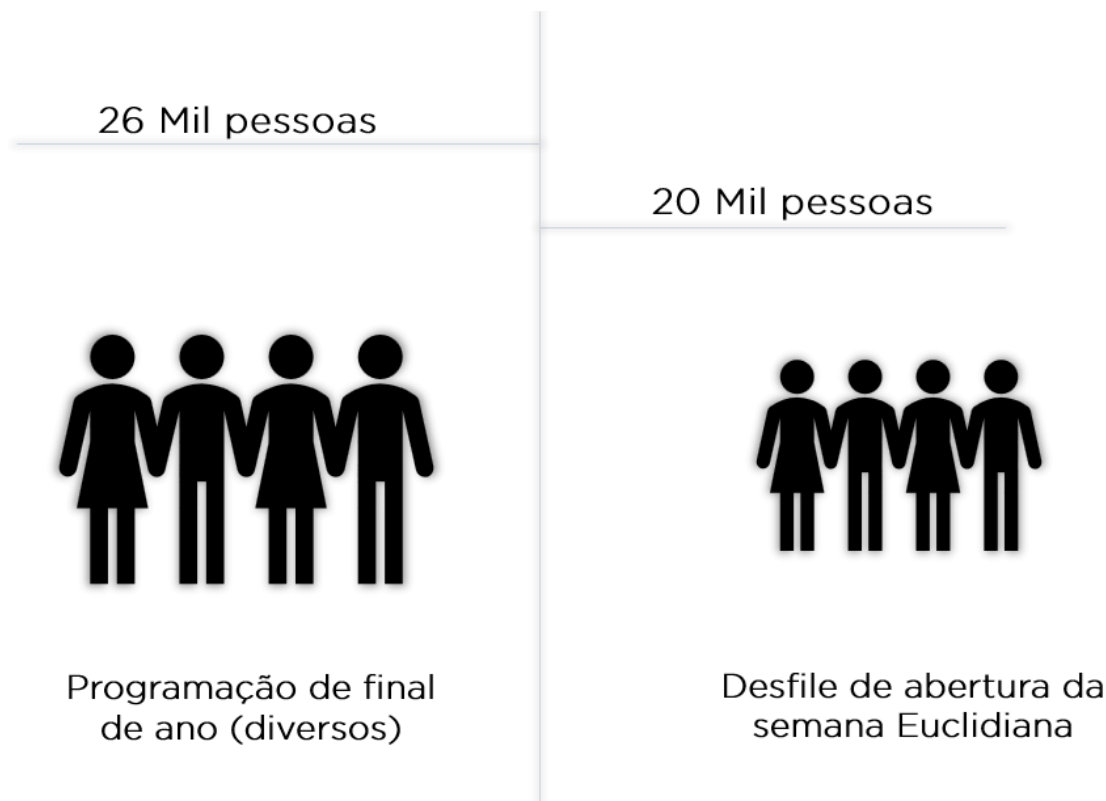 26 Mil pessoas
20 Mil pessoas
Programação de final
de ano (diversos)
Desfile de abertura da
semana Euclidiana